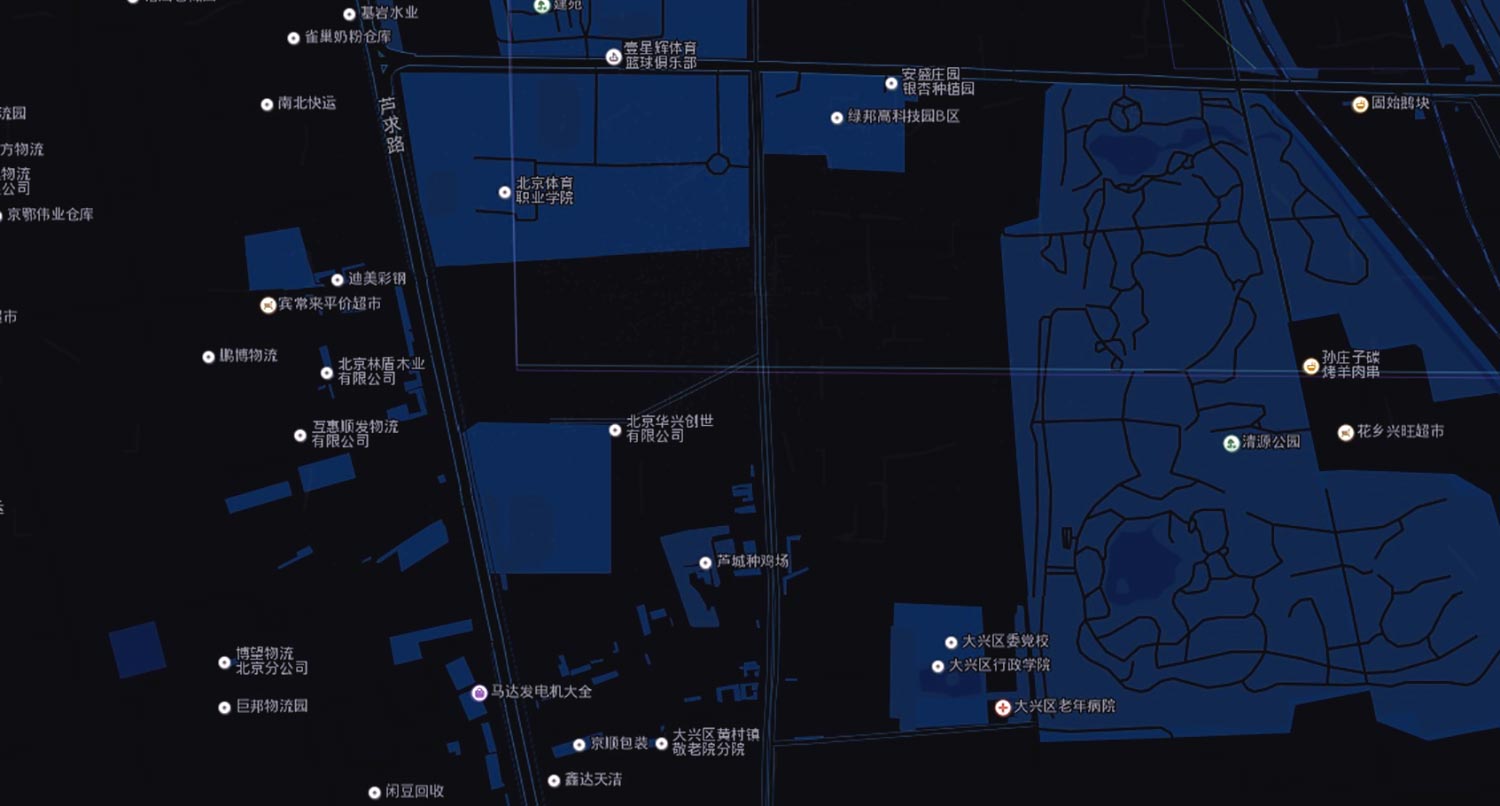 基岩水业
雀巢奶粉仓库
建苑
壹星辉体育
篮球俱乐部
安盛庄园
银杏种植园
绿邦高科技园B区
固始鹅块
南北快运
芦求路
流园
方物流
物流
公司
京鄂伟业仓库
北京体育
职业学院
迪美彩钢
宾常来平价超市
市
鹏博物流
北京林盾木业
有限公司
孙庄子碳
烤羊肉串
互惠顺发物流
有限公司
北京华兴创世
有限公司
清源公园
花乡兴旺超市
芦城种鸡场
大兴区委党校
大兴区行政学院
博望物流
北京分公司
马达发电机大全
巨邦物流园
大兴区老年病院
京顺包装
大兴区黄村镇
敬老院分院
鑫达天洁
闲豆回收